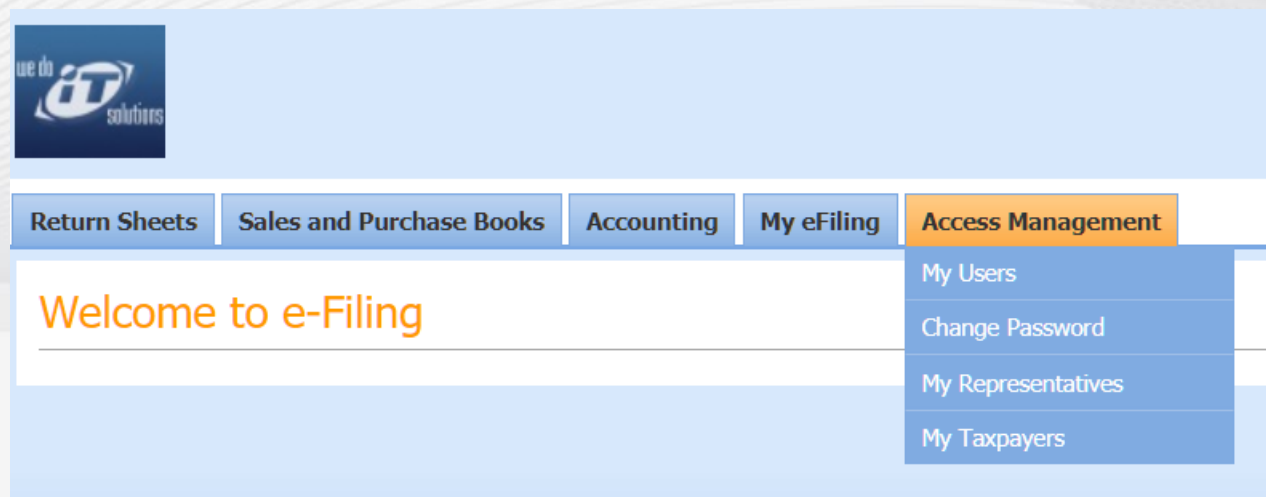 we do
iT
solutions
Return Sheets Sales and Purchase Books Accounting My eFiling Access Management
Welcome to e-Filing
My Users
Change Password
My Representatives
My Taxpayers